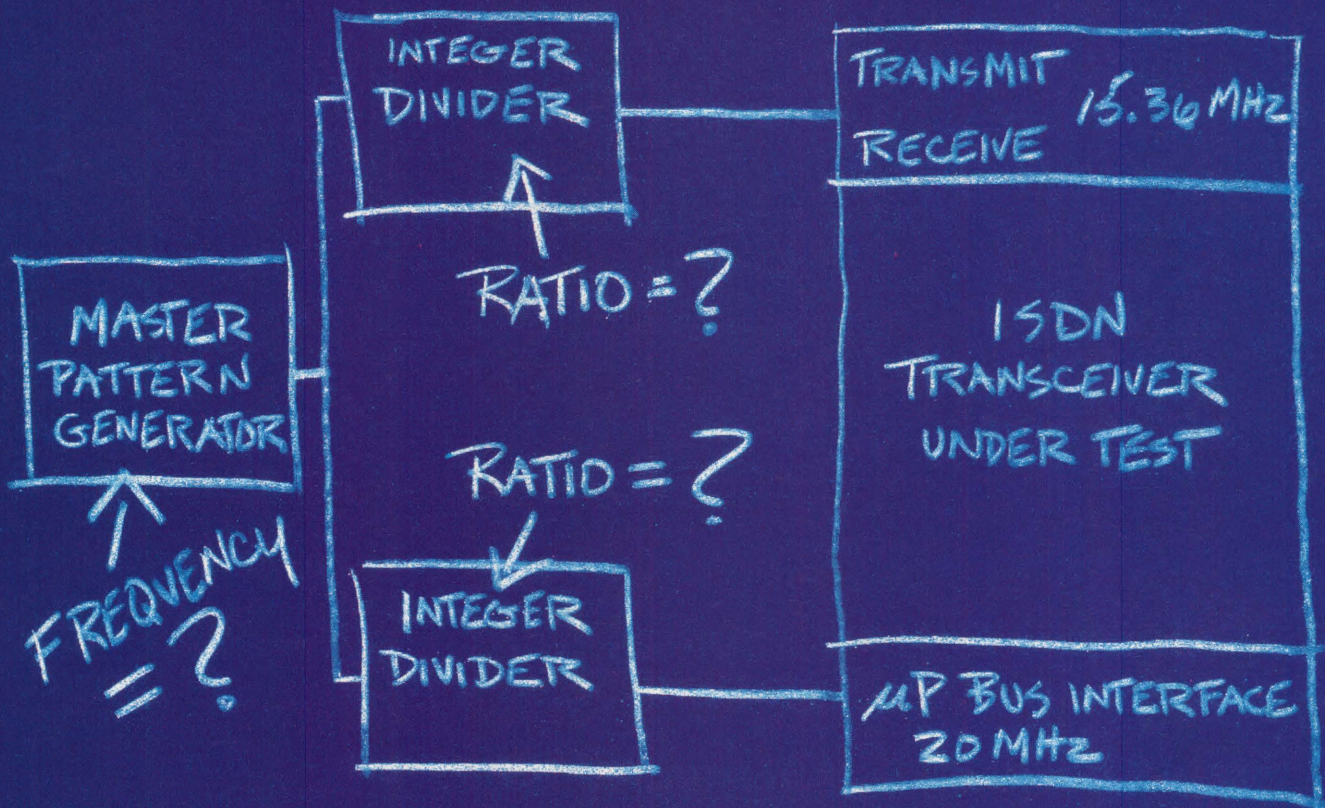 INTEGER
DIVIDER
TRANSMIT
RECEIVE
15.36 MHz
RATIO = ?
MASTER
PATTERN
GENERATOR
ISDN
TRANSCEIVER
UNDER TEST
RATIO = ?
FREQUENCY
= ?
INTEGER
DIVIDER
μP BUS INTERFACE
20 MHz